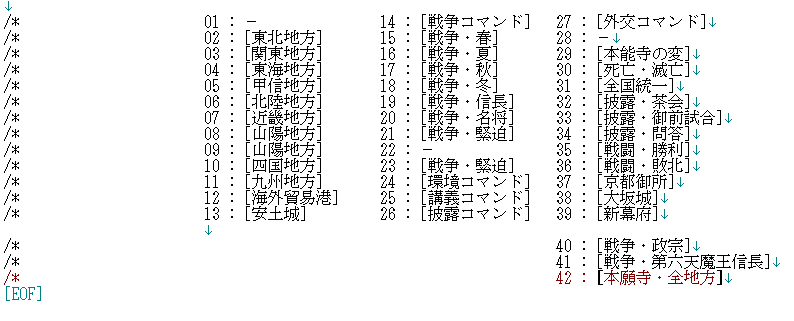 ↓
/* 01 : － 14 : [戦争コマンド] 27 : [外交コマンド]↓
/* 02 : [東北地方] 15 : [戦争・春] 28 : －↓
/* 03 : [関東地方] 16 : [戦争・夏] 29 : [本能寺の変]↓
/* 04 : [東海地方] 17 : [戦争・秋] 30 : [死亡・滅亡]↓
/* 05 : [甲信地方] 18 : [戦争・冬] 31 : [全国統一]↓
/* 06 : [北陸地方] 19 : [戦争・信長] 32 : [披露・茶会]↓
/* 07 : [近畿地方] 20 : [戦争・名将] 33 : [披露・御前試合]↓
/* 08 : [山陽地方] 21 : [戦争・緊迫] 34 : [披露・問答]↓
/* 09 : [山陽地方] 22 : － 35 : [戦闘・勝利]↓
/* 10 : [四国地方] 23 : [戦争・緊迫] 36 : [戦闘・敗北]↓
/* 11 : [九州地方] 24 : [環境コマンド] 37 : [京都御所]↓
/* 12 : [海外貿易港] 25 : [講義コマンド] 38 : [大坂城]↓
/* 13 : [安土城] 26 : [披露コマンド] 39 : [新幕府]↓
↓
/* 40 : [戦争・政宗]↓
/* 41 : [戦争・第六天魔王信長]↓
/* 42 : [本願寺・全地方]↓
[EOF]